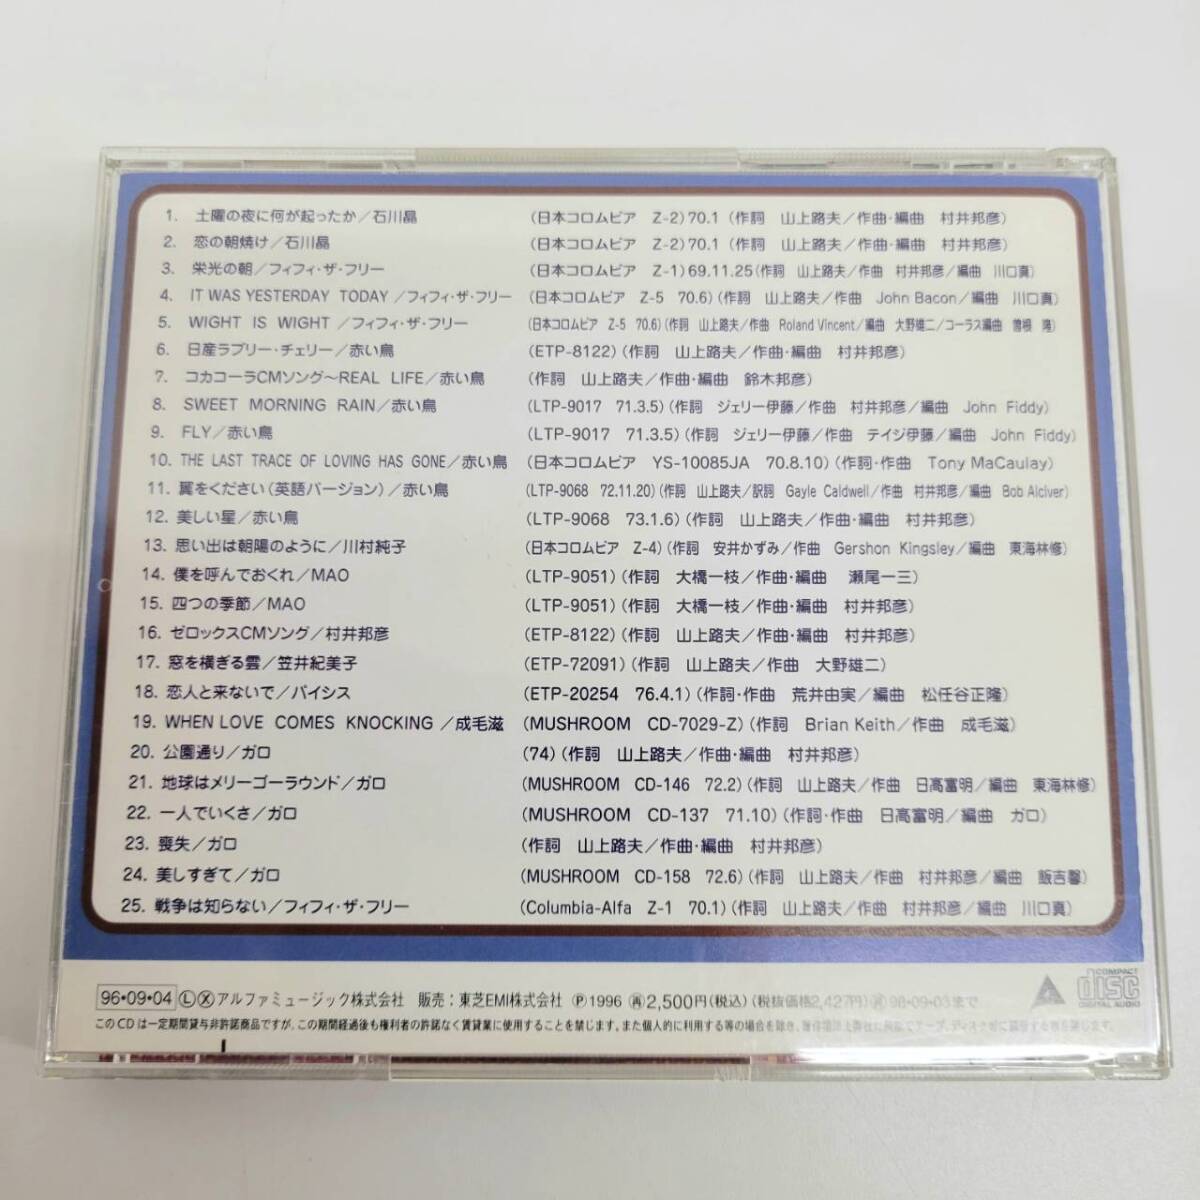 1. 土曜の夜に何が起ったか／石川晶 (日本コロムビア Z-2) 70.1 (作詞 山上路夫／作曲・編曲 村井邦彦)
2. 恋の朝焼け／石川晶 (日本コロムビア Z-2) 70.1 (作詞 山上路夫／作曲・編曲 村井邦彦)
3. 栄光の朝／フィフィ・ザ・フリー (日本コロムビア Z-1) 69.11.25 (作詞 山上路夫／作曲 村井邦彦／編曲 川口真)
4. IT WAS YESTERDAY TODAY／フィフィ・ザ・フリー (日本コロムビア Z-5 70.6) (作詞 山上路夫／作曲 John Bacon／編曲 川口真)
5. WIGHT IS WIGHT／フィフィ・ザ・フリー (日本コロムビア Z-5 70.6) (作詞 山上路夫／作曲 Roland Vincent／編曲 大野雄二／コーラス編曲 曽根 隆)
6. 日産ラブリー・チェリー／赤い鳥 (ETP-8122) (作詞 山上路夫／作曲・編曲 村井邦彦)
7. コカコーラCMソング〜REAL LIFE／赤い鳥 (作詞 山上路夫／作曲・編曲 鈴木邦彦)
8. SWEET MORNING RAIN／赤い鳥 (LTP-9017 71.3.5) (作詞 ジェリー伊藤／作曲 村井邦彦／編曲 John Fiddy)
9. FLY／赤い鳥 (LTP-9017 71.3.5) (作詞 ジェリー伊藤／作曲 テイジ伊藤／編曲 John Fiddy)
10. THE LAST TRACE OF LOVING HAS GONE／赤い鳥 (日本コロムビア YS-10085JA 70.8.10) (作詞・作曲 Tony MaCaulay)
11. 翼をください(英語バージョン)／赤い鳥 (LTP-9068 72.11.20) (作詞 山上路夫／訳詞 Gayle Caldwell／作曲 村井邦彦／編曲 Bob Alciver)
12. 美しい星／赤い鳥 (LTP-9068 73.1.6) (作詞 山上路夫／作曲・編曲 村井邦彦)
13. 思い出は朝陽のように／川村純子 (日本コロムビア Z-4) (作詞 安井かずみ／作曲 Gershon Kingsley／編曲 東海林修)
14. 僕を呼んでおくれ／MAO (LTP-9051) (作詞 大橋一枝／作曲・編曲 瀬尾一三)
15. 四つの季節／MAO (LTP-9051) (作詞 大橋一枝／作曲・編曲 村井邦彦)
16. ゼロックスCMソング／村井邦彦 (ETP-8122) (作詞 山上路夫／作曲・編曲 村井邦彦)
17. 窓を横ぎる雲／笠井紀美子 (ETP-72091) (作詞 山上路夫／作曲 大野雄二)
18. 恋人と来ないで／パイシス (ETP-20254 76.4.1) (作詞・作曲 荒井由実／編曲 松任谷正隆)
19. WHEN LOVE COMES KNOCKING／成毛滋 (MUSHROOM CD-7029-Z) (作詞 Brian Keith／作曲 成毛滋)
20. 公園通り／ガロ (74) (作詞 山上路夫／作曲・編曲 村井邦彦)
21. 地球はメリーゴーラウンド／ガロ (MUSHROOM CD-146 72.2) (作詞 山上路夫／作曲 日高富明／編曲 東海林修)
22. 一人でいくさ／ガロ (MUSHROOM CD-137 71.10) (作詞・作曲 日高富明／編曲 ガロ)
23. 喪失／ガロ (作詞 山上路夫／作曲・編曲 村井邦彦)
24. 美しすぎて／ガロ (MUSHROOM CD-158 72.6) (作詞 山上路夫／作曲 村井邦彦／編曲 飯吉馨)
25. 戦争は知らない／フィフィ・ザ・フリー (Columbia-Alfa Z-1 70.1) (作詞 山上路夫／作曲 村井邦彦／編曲 川口真)
96・09・04 Ⓛ Ⓧ アルファミュージック株式会社 販売：東芝EMI株式会社 Ⓟ1996 ㊢2,500円(税込) (税抜価格2,427円) 98・09・03まで
このCDは一定期間貸与非許諾商品ですが、この期間経過後も権利者の許諾なく賃貸業に使用することを禁じます。また個人的に利用する等の場合を除き、
COMPACT
disc
DIGITAL AUDIO